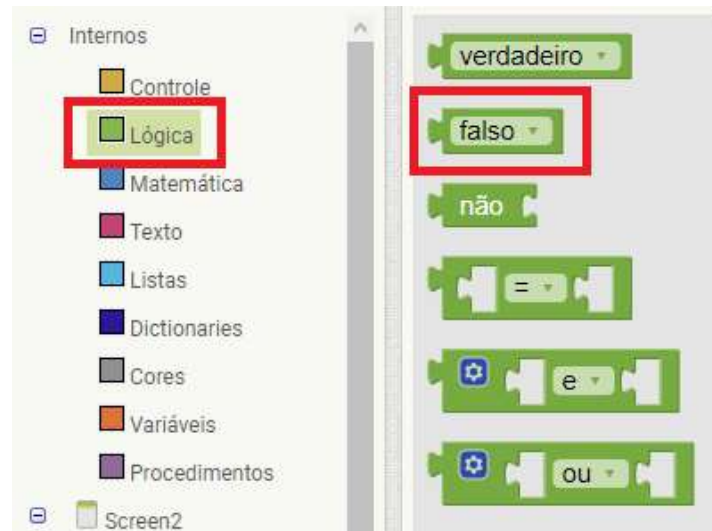 Internos
Controle
Lógica
Matemática
Texto
Listas
Dictionaries
Cores
Variáveis
Procedimentos
Screen2
verdadeiro
falso
não
=
e
ou